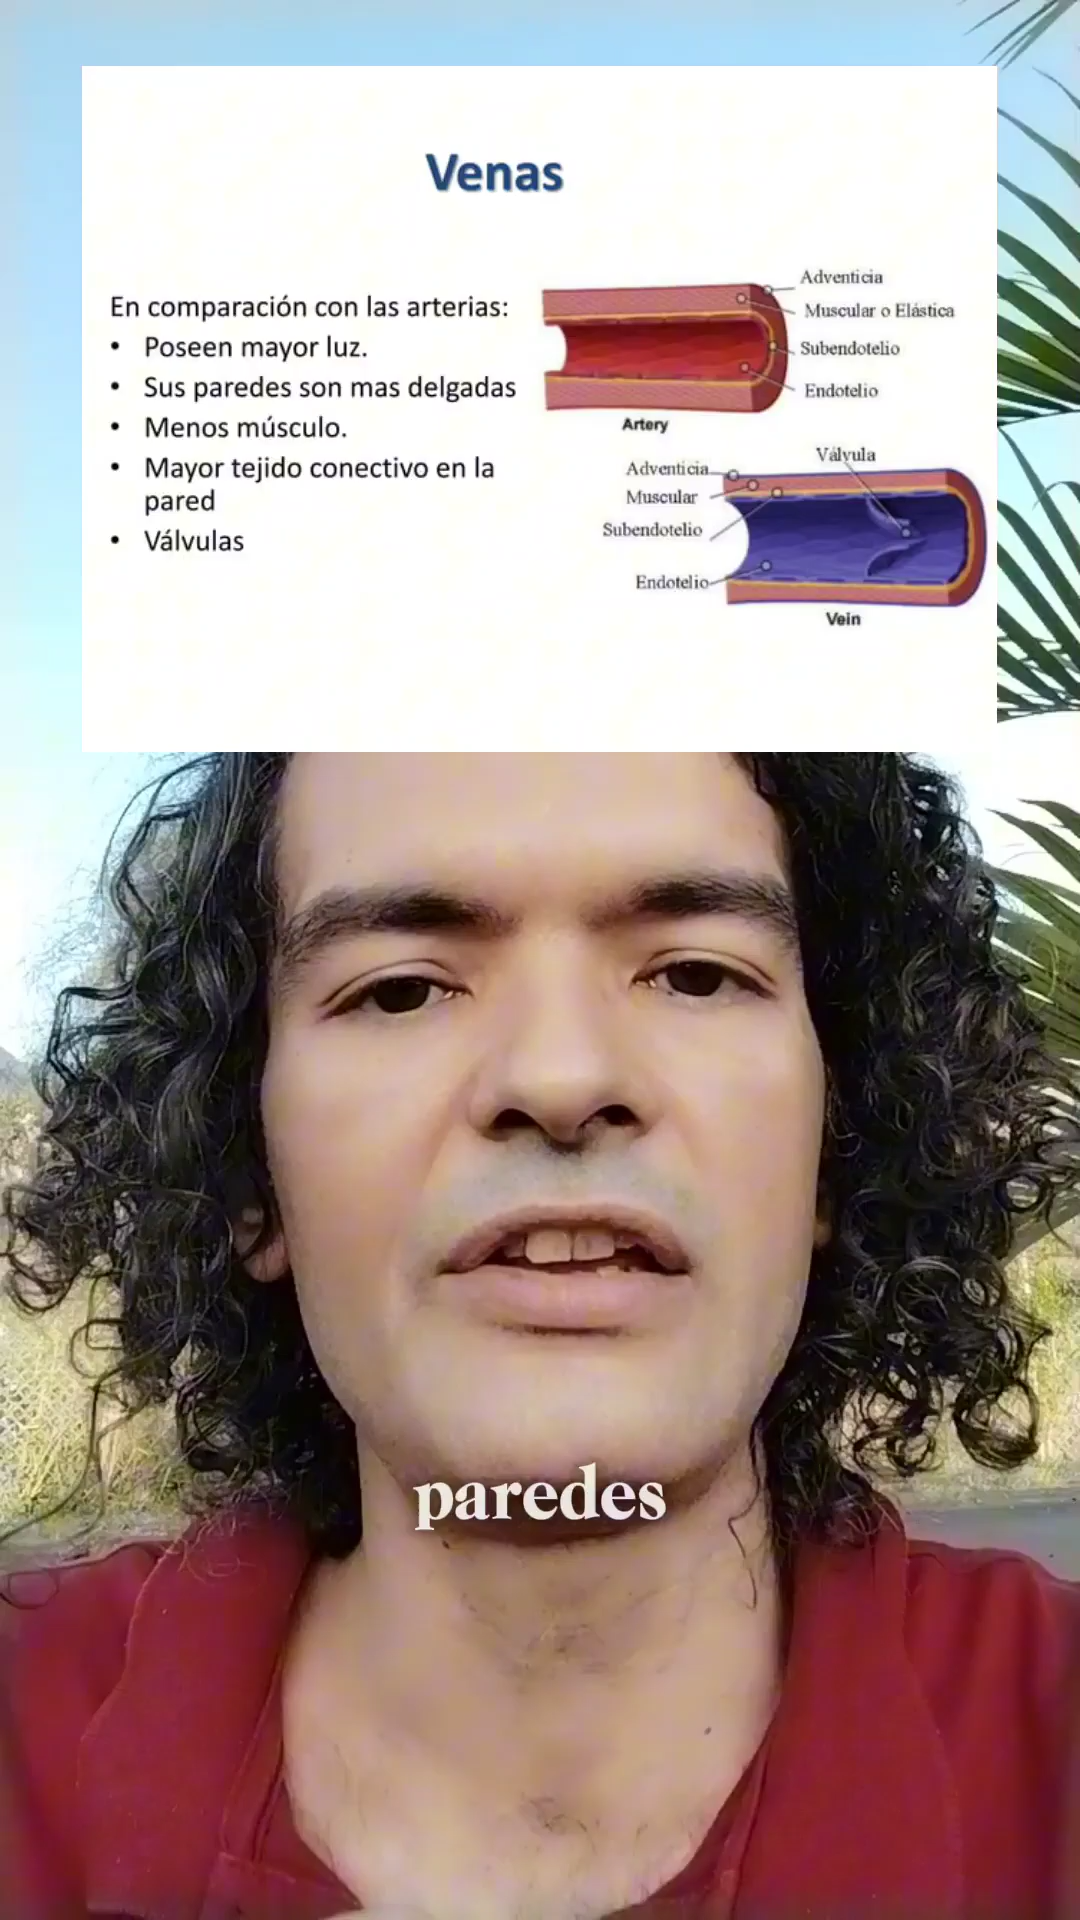 Venas
En comparación con las arterias:
• Poseen mayor luz.
• Sus paredes son mas delgadas
• Menos músculo.
• Mayor tejido conectivo en la
pared
• Válvulas
Adventicia
Muscular o Elástica
Subendotelio
Endotelio
Artery
Válvula
Adventicia
Muscular
Subendotelio
Endotelio
Vein
paredes